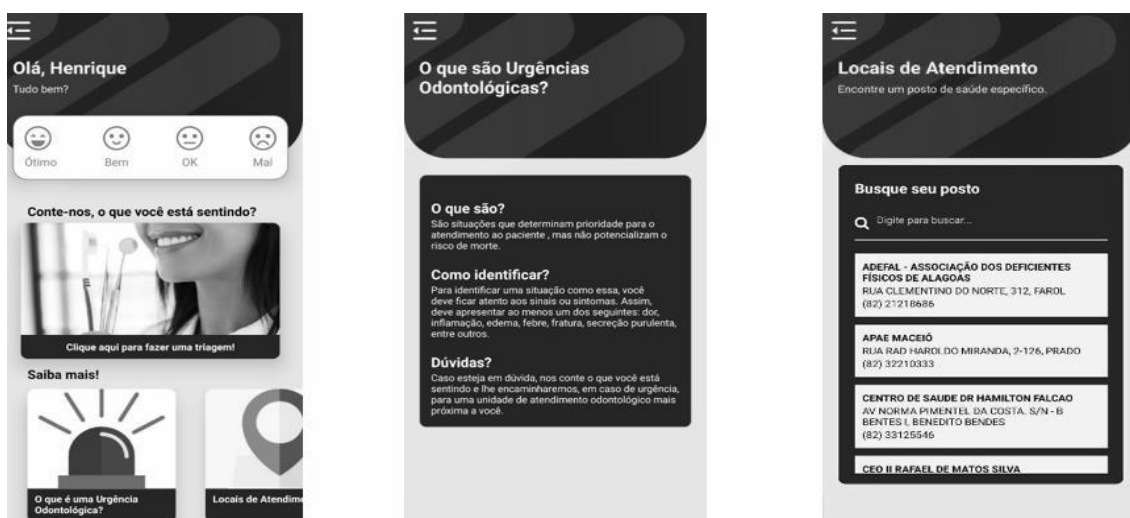 Olá, Henrique
Tudo bem?
Ótimo
Bem
OK
Mal
Conte-nos, o que você está sentindo?
Clique aqui para fazer uma triagem!
Saiba mais!
O que é uma Urgência
Odontológica?
Locais de Atendime
O que são Urgências
Odontológicas?
O que são?
São situações que determinam prioridade para o
atendimento ao paciente , mas não potencializam o
risco de morte.
Como identificar?
Para identificar uma situação como essa, você
deve ficar atento aos sinais ou sintomas. Assim,
deve apresentar ao menos um dos seguintes: dor,
inflamação, edema, febre, fratura, secreção purulenta,
entre outros.
Dúvidas?
Caso esteja em dúvida, nos conte o que você está
sentindo e lhe encaminharemos, em caso de urgência,
para uma unidade de atendimento odontológico mais
próxima a você.
Locais de Atendimento
Encontre um posto de saúde específico.
Busque seu posto
Digite para buscar...
ADEFAL - ASSOCIAÇÃO DOS DEFICIENTES
FÍSICOS DE ALAGOAS
RUA CLEMENTINO DO NORTE, 312, FAROL
(82) 21218686
APAE MACEIÓ
RUA RAD HAROLDO MIRANDA, 2-126, PRADO
(82) 32210333
CENTRO DE SAUDE DR HAMILTON FALCAO
AV NORMA PIMENTEL DA COSTA. S/N - B
BENTES I, BENEDITO BENDES
(82) 33125546
CEO II RAFAEL DE MATOS SILVA